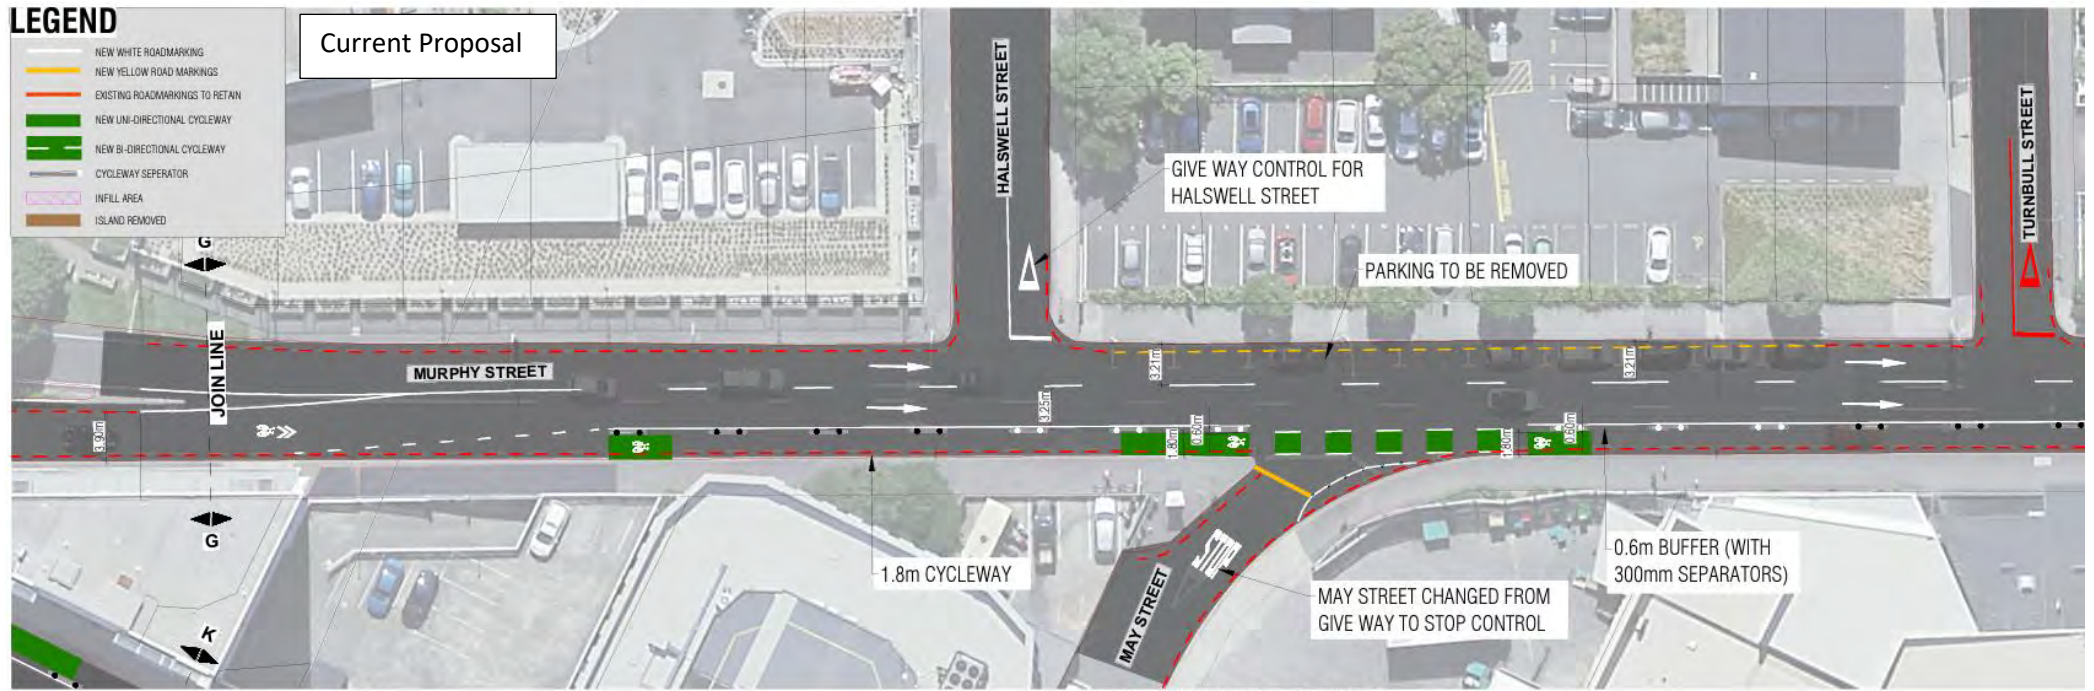 LEGEND
NEW WHITE ROADMARKING
NEW YELLOW ROAD MARKINGS
EXISTING ROADMARKINGS TO RETAIN
NEW UNI-DIRECTIONAL CYCLEWAY
NEW BI-DIRECTIONAL CYCLEWAY
CYCLEWAY SEPERATOR
INFILL AREA
ISLAND REMOVED
Current Proposal
HALSWELL STREET
GIVE WAY CONTROL FOR
HALSWELL STREET
TURNBULL STREET
PARKING TO BE REMOVED
G
JOIN LINE
MURPHY STREET
3.21m
3.21m
3.25m
3.90m
1.80m
0.60m
1.80m
0.60m
G
K
1.8m CYCLEWAY
MAY STREET
STOP
MAY STREET CHANGED FROM
GIVE WAY TO STOP CONTROL
0.6m BUFFER (WITH
300mm SEPARATORS)